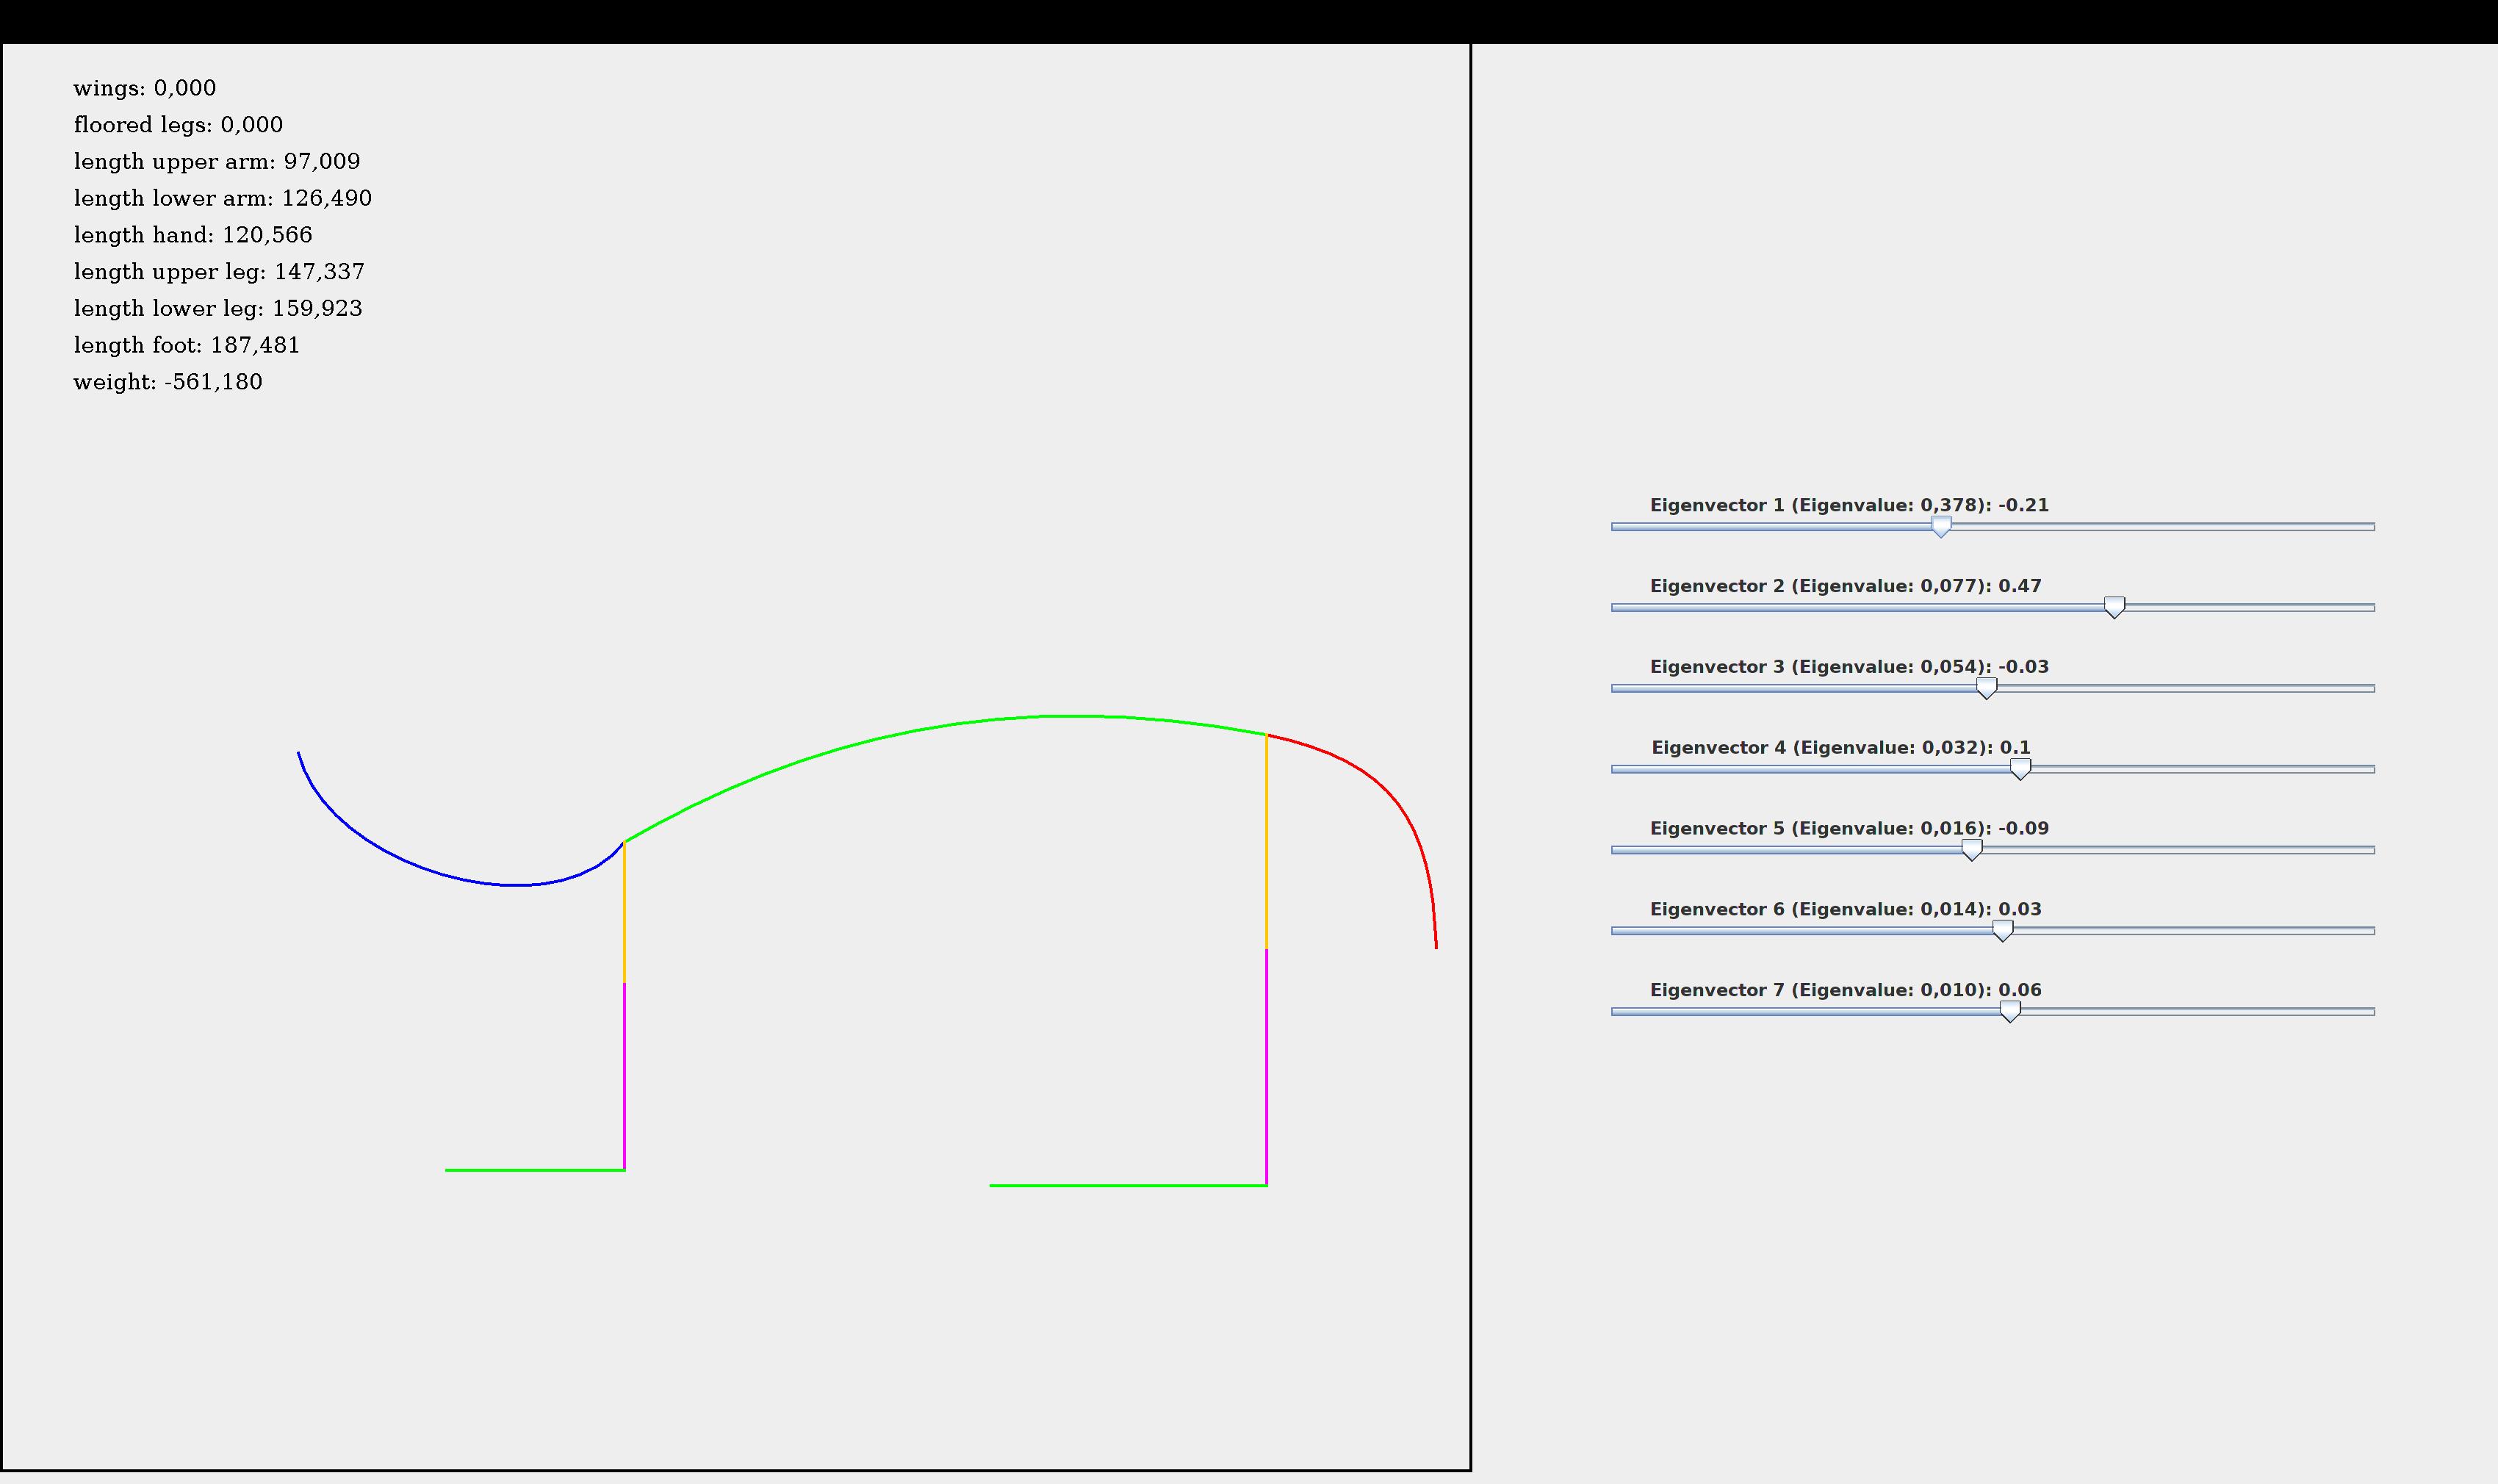 wings: 0,000
floored legs: 0,000
length upper arm: 97,009
length lower arm: 126,490
length hand: 120,566
length upper leg: 147,337
length lower leg: 159,923
length foot: 187,481
weight: -561,180
Eigenvector 1 (Eigenvalue: 0,378): -0.21
Eigenvector 2 (Eigenvalue: 0,077): 0.47
Eigenvector 3 (Eigenvalue: 0,054): -0.03
Eigenvector 4 (Eigenvalue: 0,032): 0.1
Eigenvector 5 (Eigenvalue: 0,016): -0.09
Eigenvector 6 (Eigenvalue: 0,014): 0.03
Eigenvector 7 (Eigenvalue: 0,010): 0.06